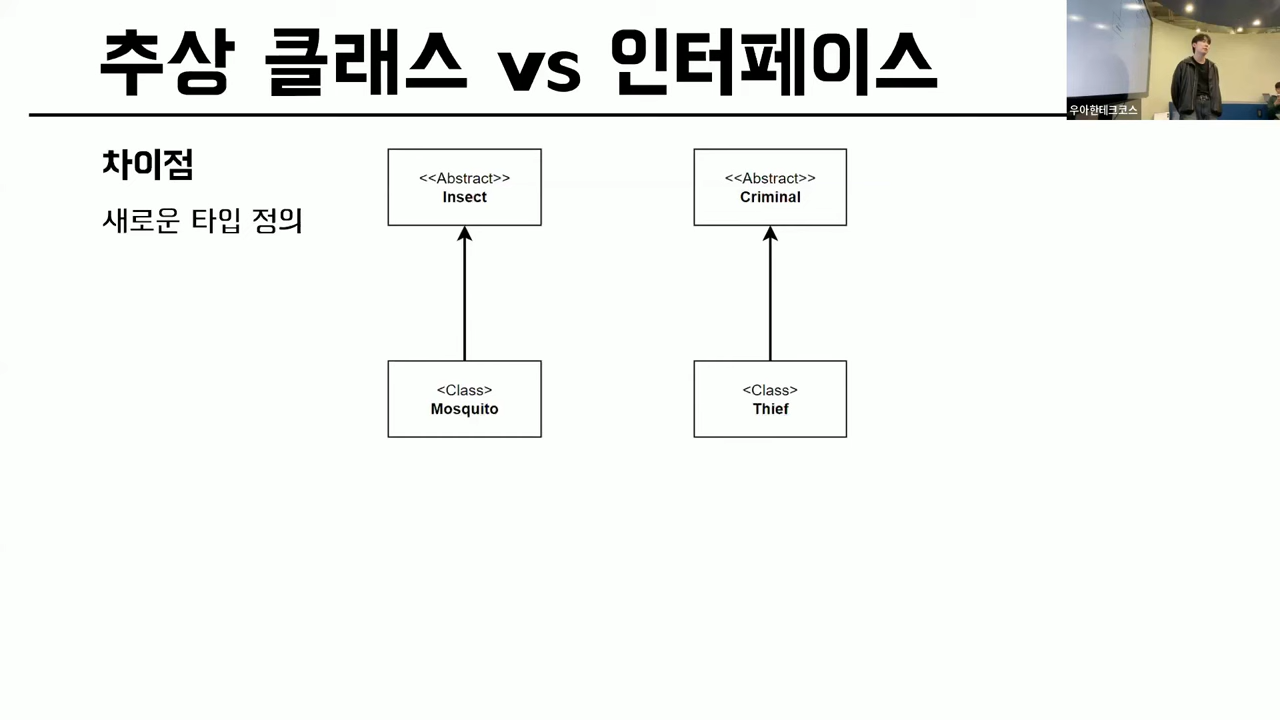 추상 클래스 vs 인터페이스
우아한테크코스
차이점
새로운 타입 정의
<<Abstract>>
Insect
<<Abstract>>
Criminal
<Class>
Mosquito
<Class>
Thief